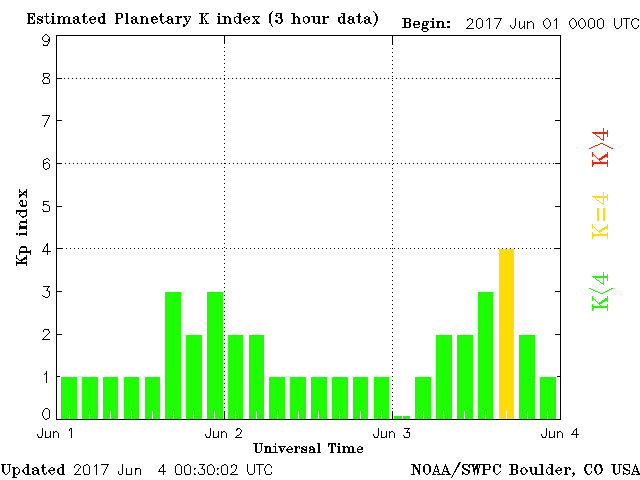 Estimated Planetary K index (3 hour data)
Begin: 2017 Jun 01 0000 UTC
9
8
7
6
5
4
3
2
1
0
Kp index
K>4
K=4
K<4
Jun 1
Jun 2
Jun 3
Jun 4
Universal Time
Updated 2017 Jun 4 00:30:02 UTC
NOAA/SWPC Boulder, CO USA